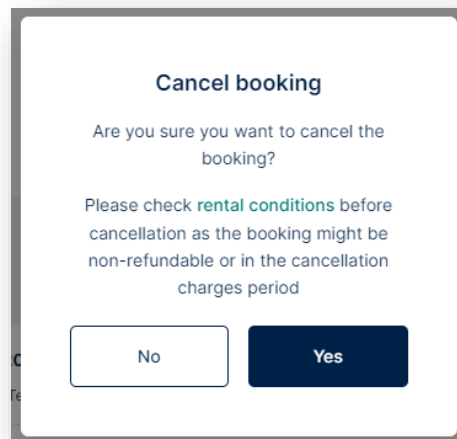 Cancel booking
Are you sure you want to cancel the
booking?
Please check rental conditions before
cancellation as the booking might be
non-refundable or in the cancellation
charges period
No
Yes